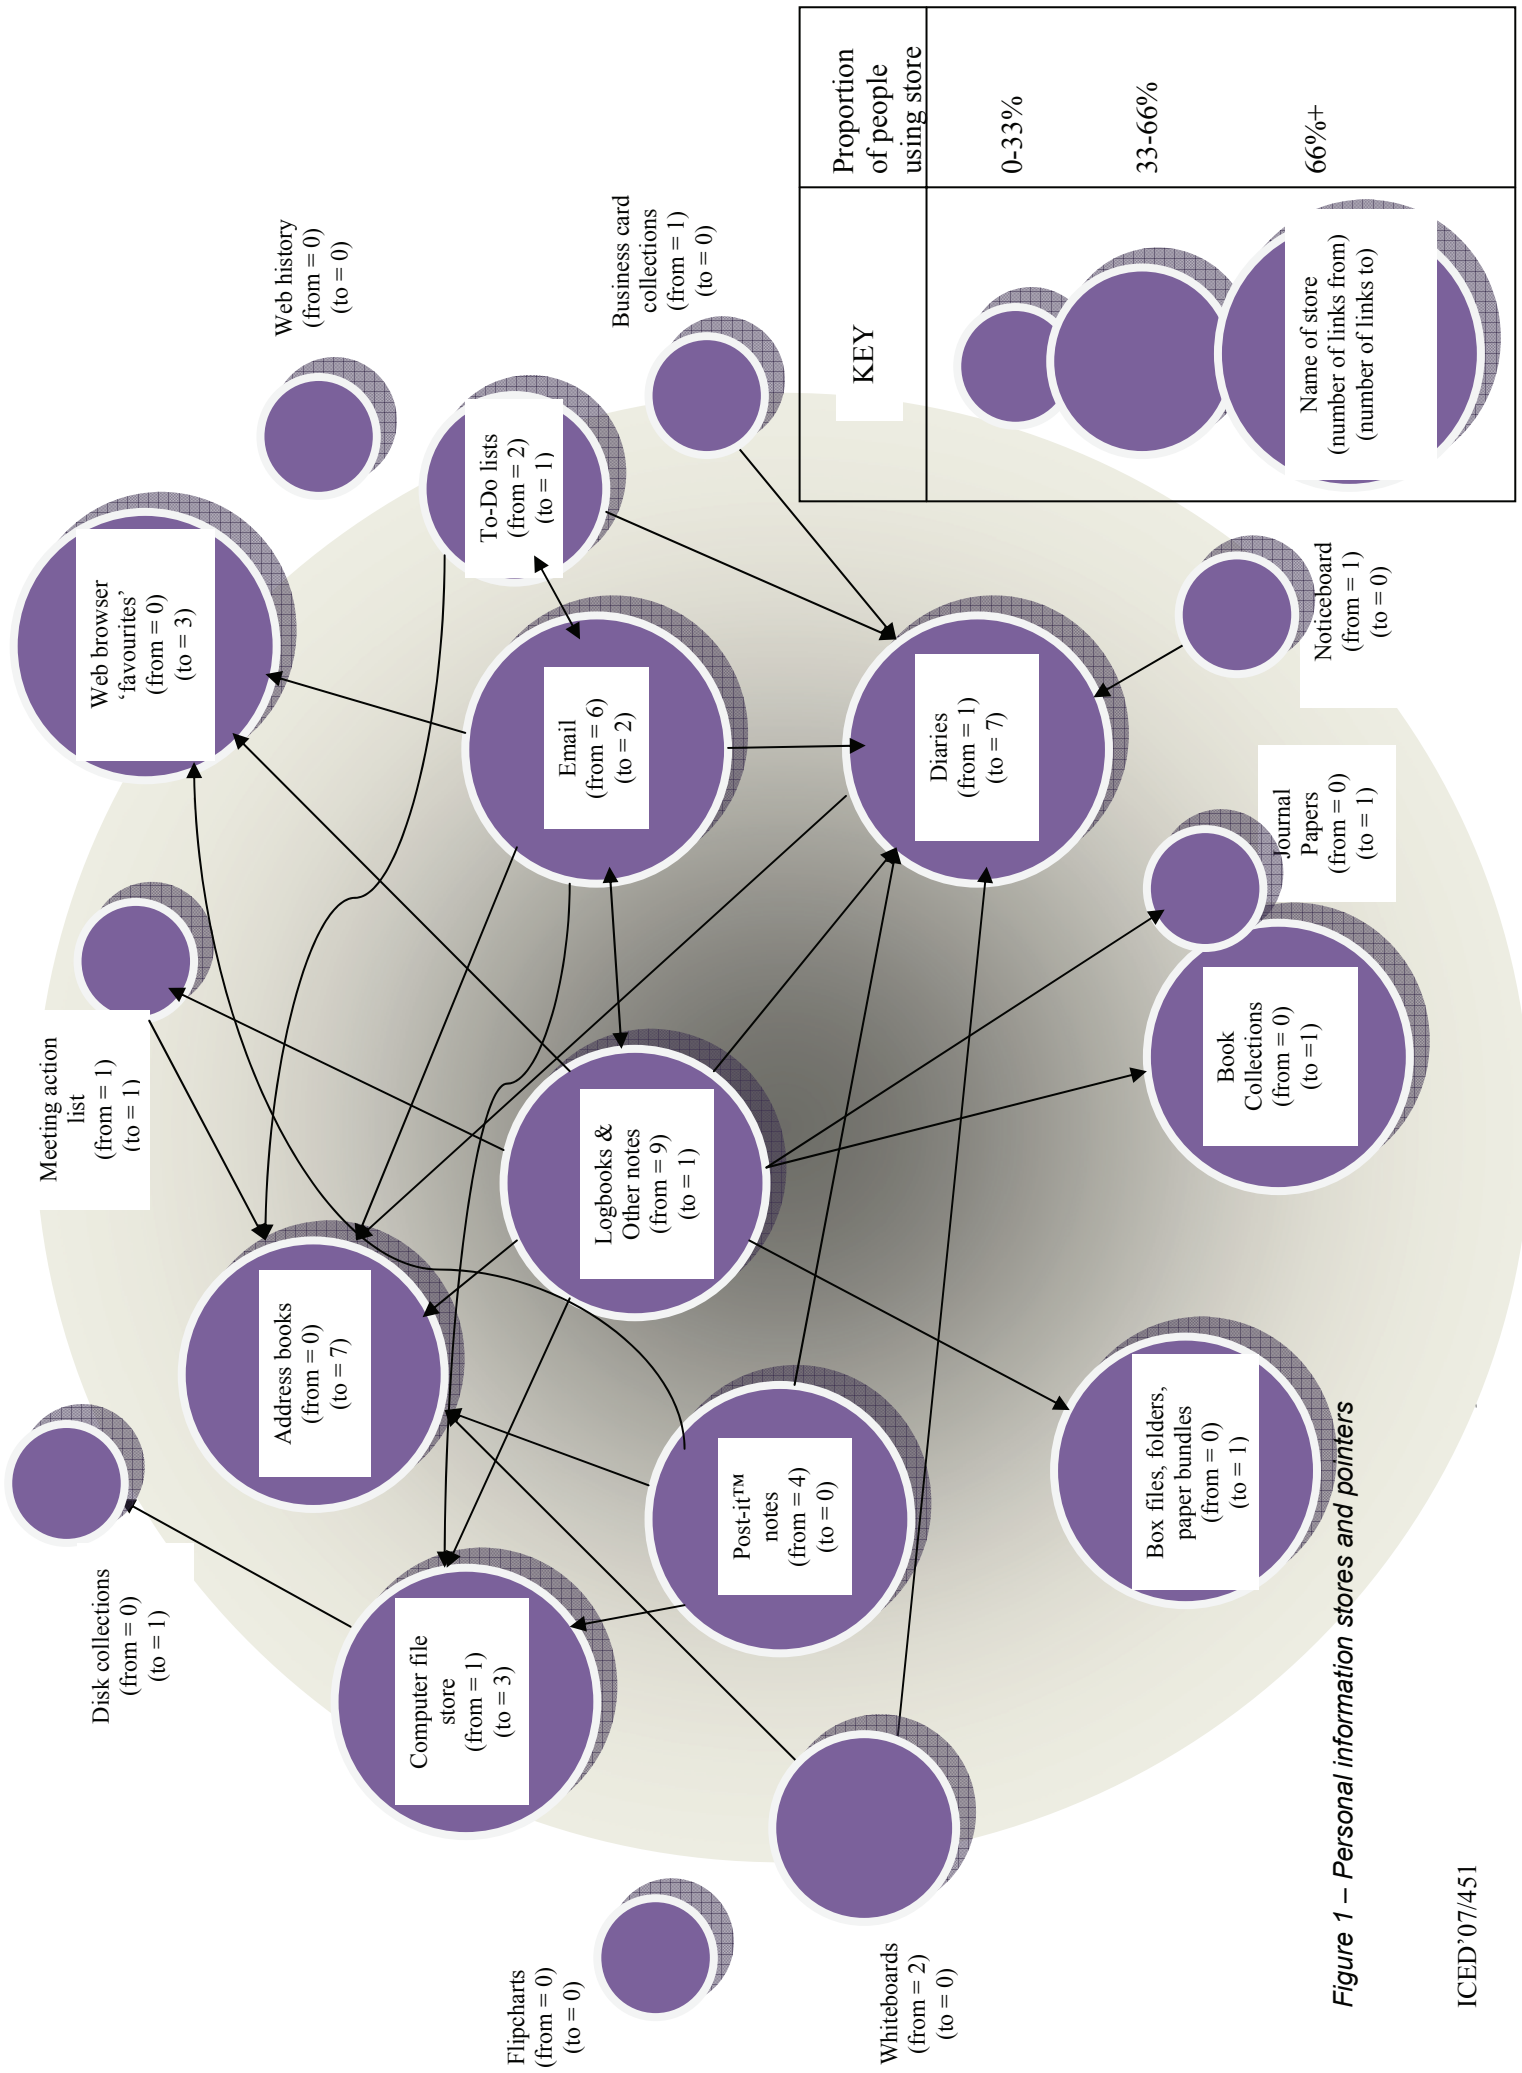 Disk collections
(from = 0)
(to = 1)
Meeting action
list
(from = 1)
(to = 1)
Web browser
‘favourites’
(from = 0)
(to = 3)
Web history
(from = 0)
(to = 0)
Address books
(from = 0)
(to = 7)
Computer file
store
(from = 1)
(to = 3)
Flipcharts
(from = 0)
(to = 0)
To-Do lists
(from = 2)
(to = 1)
Email
(from = 6)
(to = 2)
Logbooks &
Other notes
(from = 9)
(to = 1)
Business card
collections
(from = 1)
(to = 0)
Post-it™
notes
(from = 4)
(to = 0)
Whiteboards
(from = 2)
(to = 0)
Diaries
(from = 1)
(to = 7)
Box files, folders,
paper bundles
(from = 0)
(to = 1)
Book
Collections
(from = 0)
(to =1)
Journal
Papers
(from = 0)
(to = 1)
Noticeboard
(from = 1)
(to = 0)
KEY
Proportion
of people
using store
0-33%
33-66%
66%+
Name of store
(number of links from)
(number of links to)
Figure 1 – Personal information stores and pointers
ICED’07/451